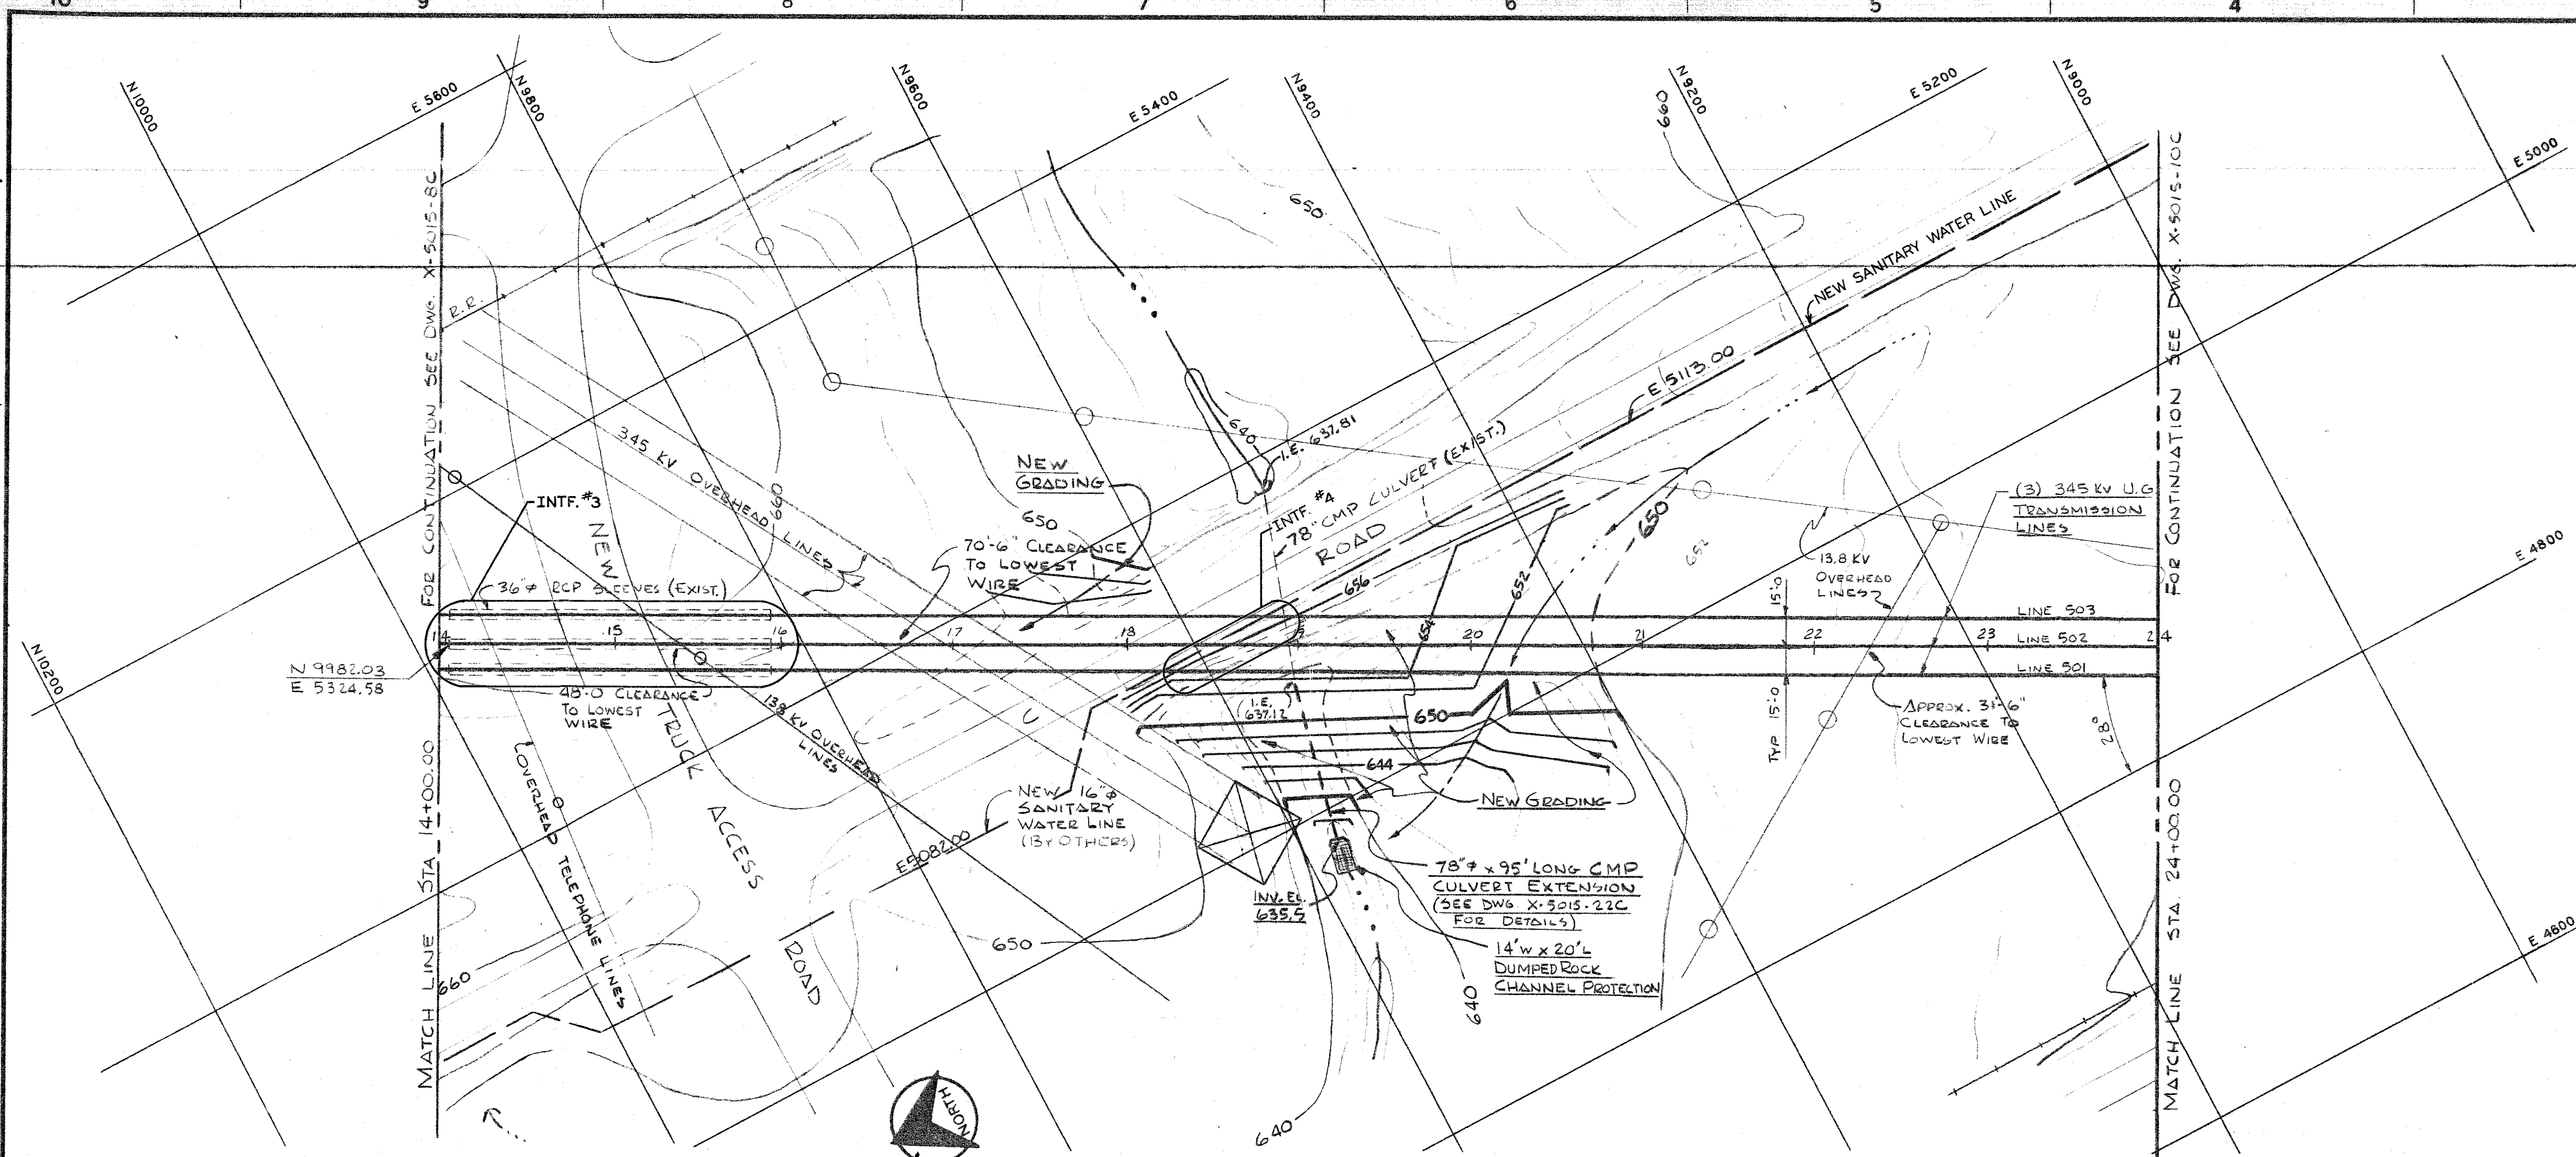 10
9
8
7
6
5
4
N10000
E 5600
N9800
N9600
E 5400
N9400
660
N9200
E 5200
N9000
E 5000
FOR CONTINUATION SEE DWG X-5015-8C
FOR CONTINUATION SEE DWG. X-5015-10C
650
NEW SANITARY WATER LINE
R.R.
E 5113.00
345 KV OVERHEAD LINES
660
640
I.E. 637.81
NEW
GRADING
INTF. #4
78" CMP CULVERT (EXIST.)
ROAD
INTF. #3
650
650
652
(3) 345 KV U.G
TRANSMISSION
LINES
70'-6" CLEARANCE
TO LOWEST
WIRE
13.8 KV
OVERHEAD
LINES
E 4800
36"φ RCP SLEEVES (EXIST.)
656
654
652
15'-0
LINE 503
14
15
16
17
18
19
20
21
22
23
24
LINE 502
LINE 501
N10200
N 9982.03
E 5324.58
48'-0 CLEARANCE
TO LOWEST
WIRE
138 KV OVERHEAD
LINES
I.E.
637.12
650
TYP 15'-0
APPROX. 31'-6"
CLEARANCE TO
LOWEST WIRE
28°
NEW TRUCK ACCESS ROAD
OVERHEAD TELEPHONE LINES
644
NEW GRADING
NEW 16"φ
SANITARY
WATER LINE
(BY OTHERS)
E5082.00
INV. EL.
635.5
78"φ x 95' LONG CMP
CULVERT EXTENSION
(SEE DWG X-5015-22C
FOR DETAILS)
14'W x 20'L
DUMPED ROCK
CHANNEL PROTECTION
650
660
640
640
E 4600
MATCH LINE STA 14+00.00
MATCH LINE STA. 24+00.00
NORTH